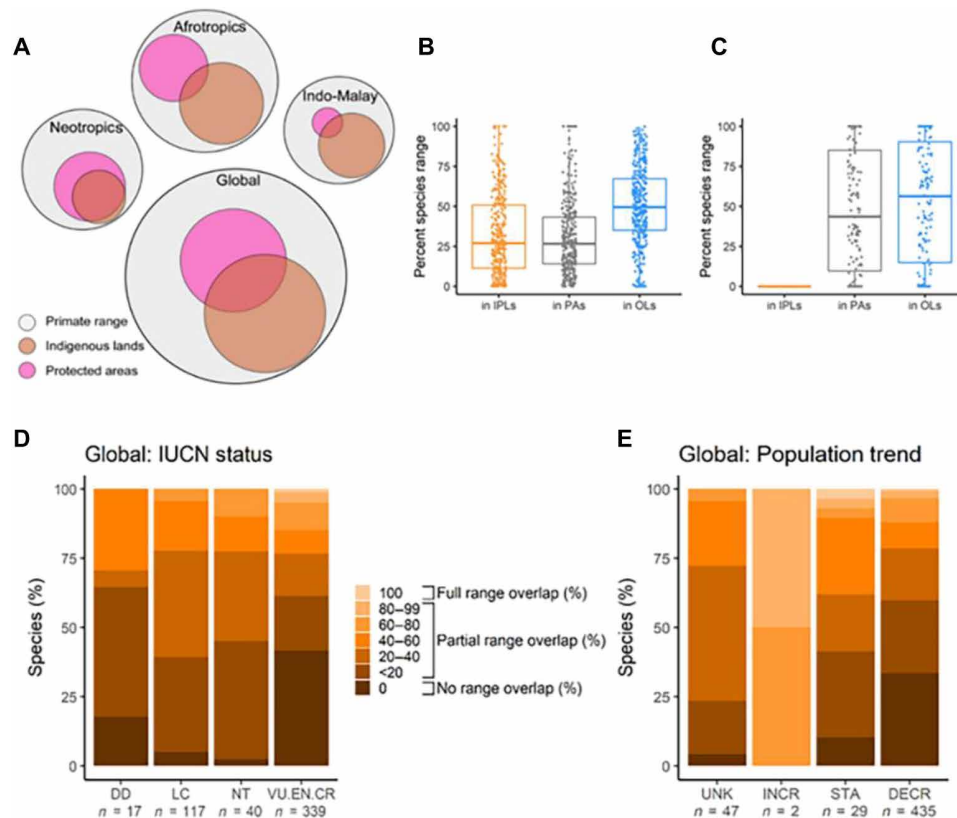 A
Afrotropics
Indo-Malay
Neotropics
Global
Primate range
Indigenous lands
Protected areas
B
Percent species range
100
75
50
25
0
in IPLs in PAs in OLs
C
Percent species range
100
75
50
25
0
in IPLs in PAs in OLs
D
Global: IUCN status
Species (%)
100
75
50
25
0
DD LC NT VU.EN.CR
n = 17 n = 117 n = 40 n = 339
100 Full range overlap (%)
80–99
60–80
40–60 Partial range overlap (%)
20–40
<20
0 No range overlap (%)
E
Global: Population trend
Species (%)
100
75
50
25
0
UNK INCR STA DECR
n = 47 n = 2 n = 29 n = 435